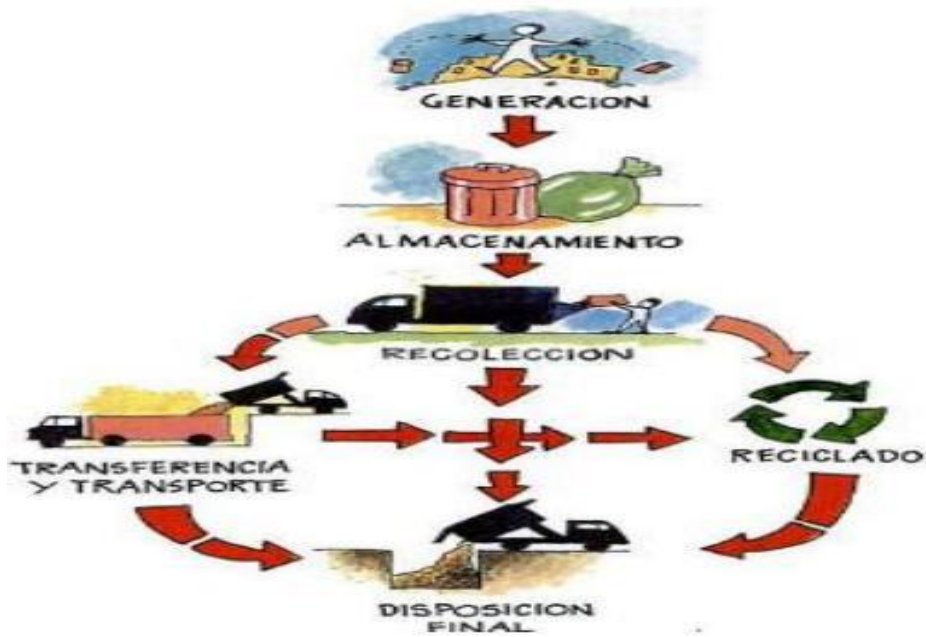 GENERACION
ALMACENAMIENTO
RECOLECCION
TRANSFERENCIA
Y TRANSPORTE
RECICLADO
DISPOSICION
FINAL